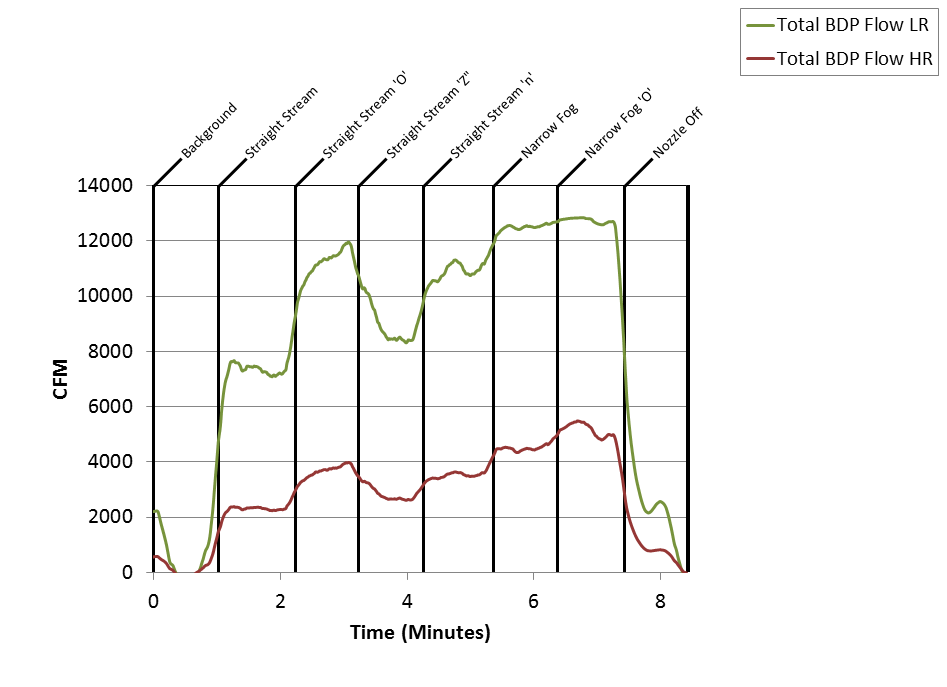 Total BDP Flow LR
Total BDP Flow HR
Background
Straight Stream
Straight Stream 'O'
Straight Stream 'Z"
Straight Stream 'n'
Narrow Fog
Narrow Fog 'O'
Nozzle Off
14000
12000
10000
8000
6000
4000
2000
0
CFM
0 2 4 6 8
Time (Minutes)